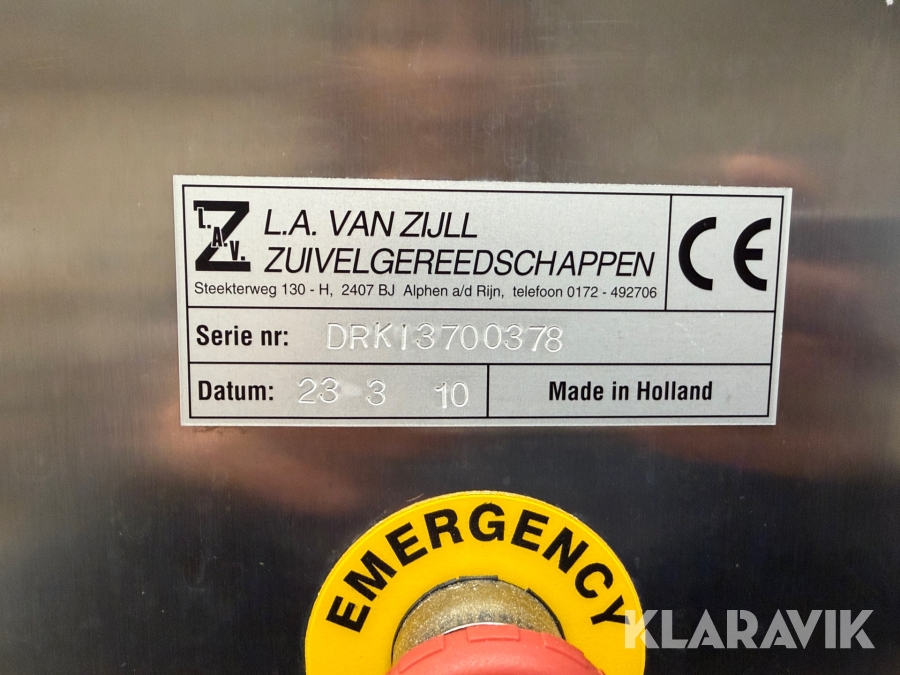 L.A.V.
L.A. VAN ZIJLL
ZUIVELGEREEDSCHAPPEN
Steekterweg 130 - H, 2407 BJ Alphen a/d Rijn, telefoon 0172 - 492706
CE
Serie nr: DRK13700378
Datum: 23 3 10
Made in Holland
EMERGENCY
KLARAVIK